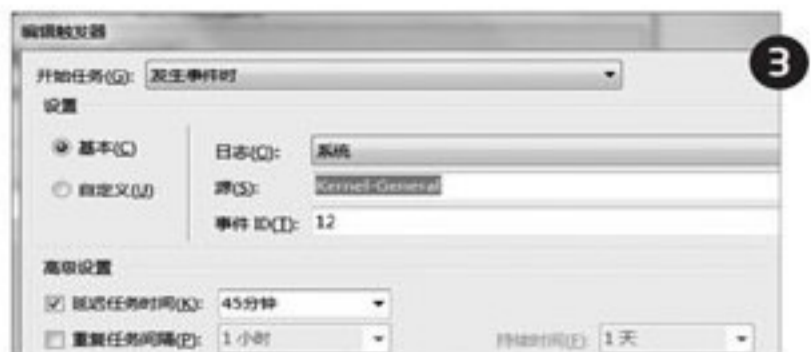 编辑触发器
3
开始任务(G): 发生事件时
设置
基本(C)
日志(O): 系统
自定义(U)
源(S): Kernel-General
事件 ID(T): 12
高级设置
延迟任务时间(K): 45分钟
重复任务间隔(P): 1 小时 持续时间(F): 1 天